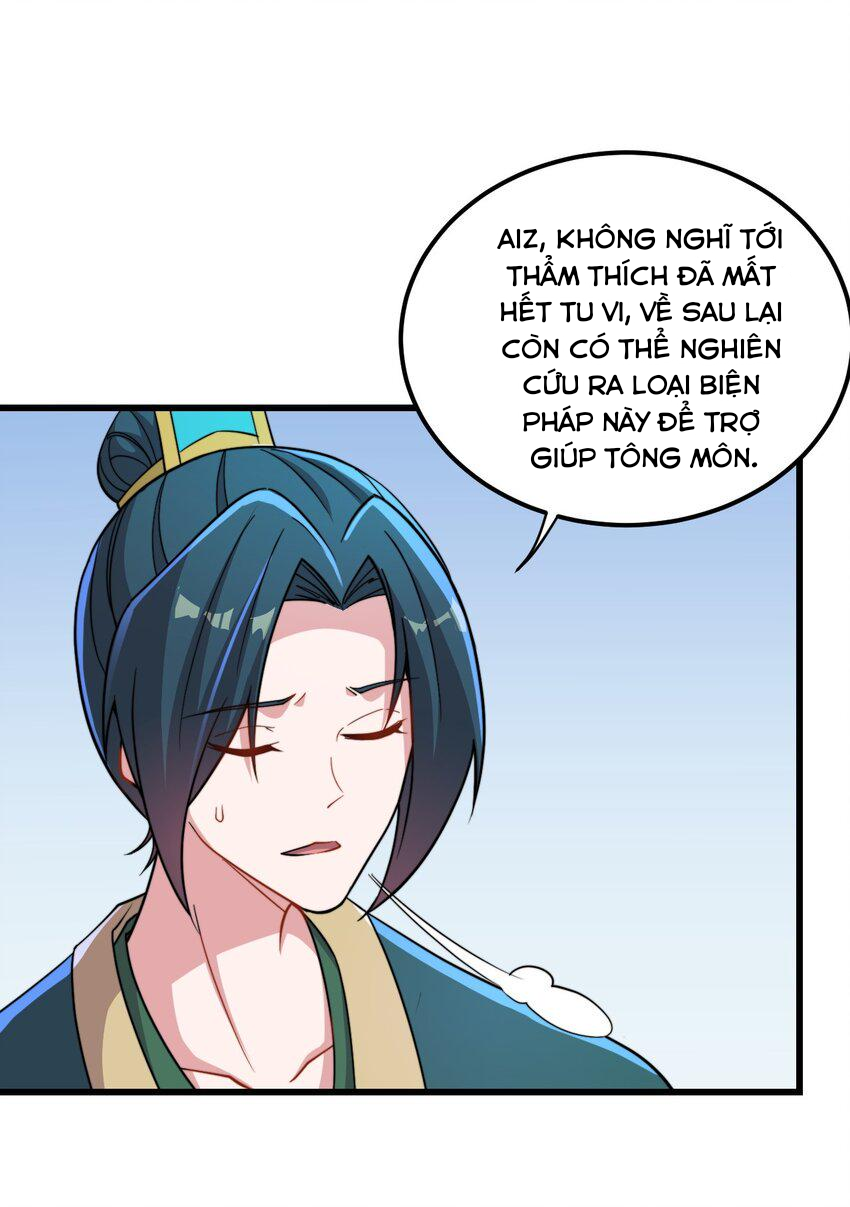 AIZ, KHÔNG NGHĨ TỚI
THẨM THÍCH ĐÃ MẤT
HẾT TU VI, VỀ SAU LẠI
CÒN CÓ THỂ NGHIÊN
CỨU RA LOẠI BIỆN
PHÁP NÀY ĐỂ TRỢ
GIÚP TÔNG MÔN.